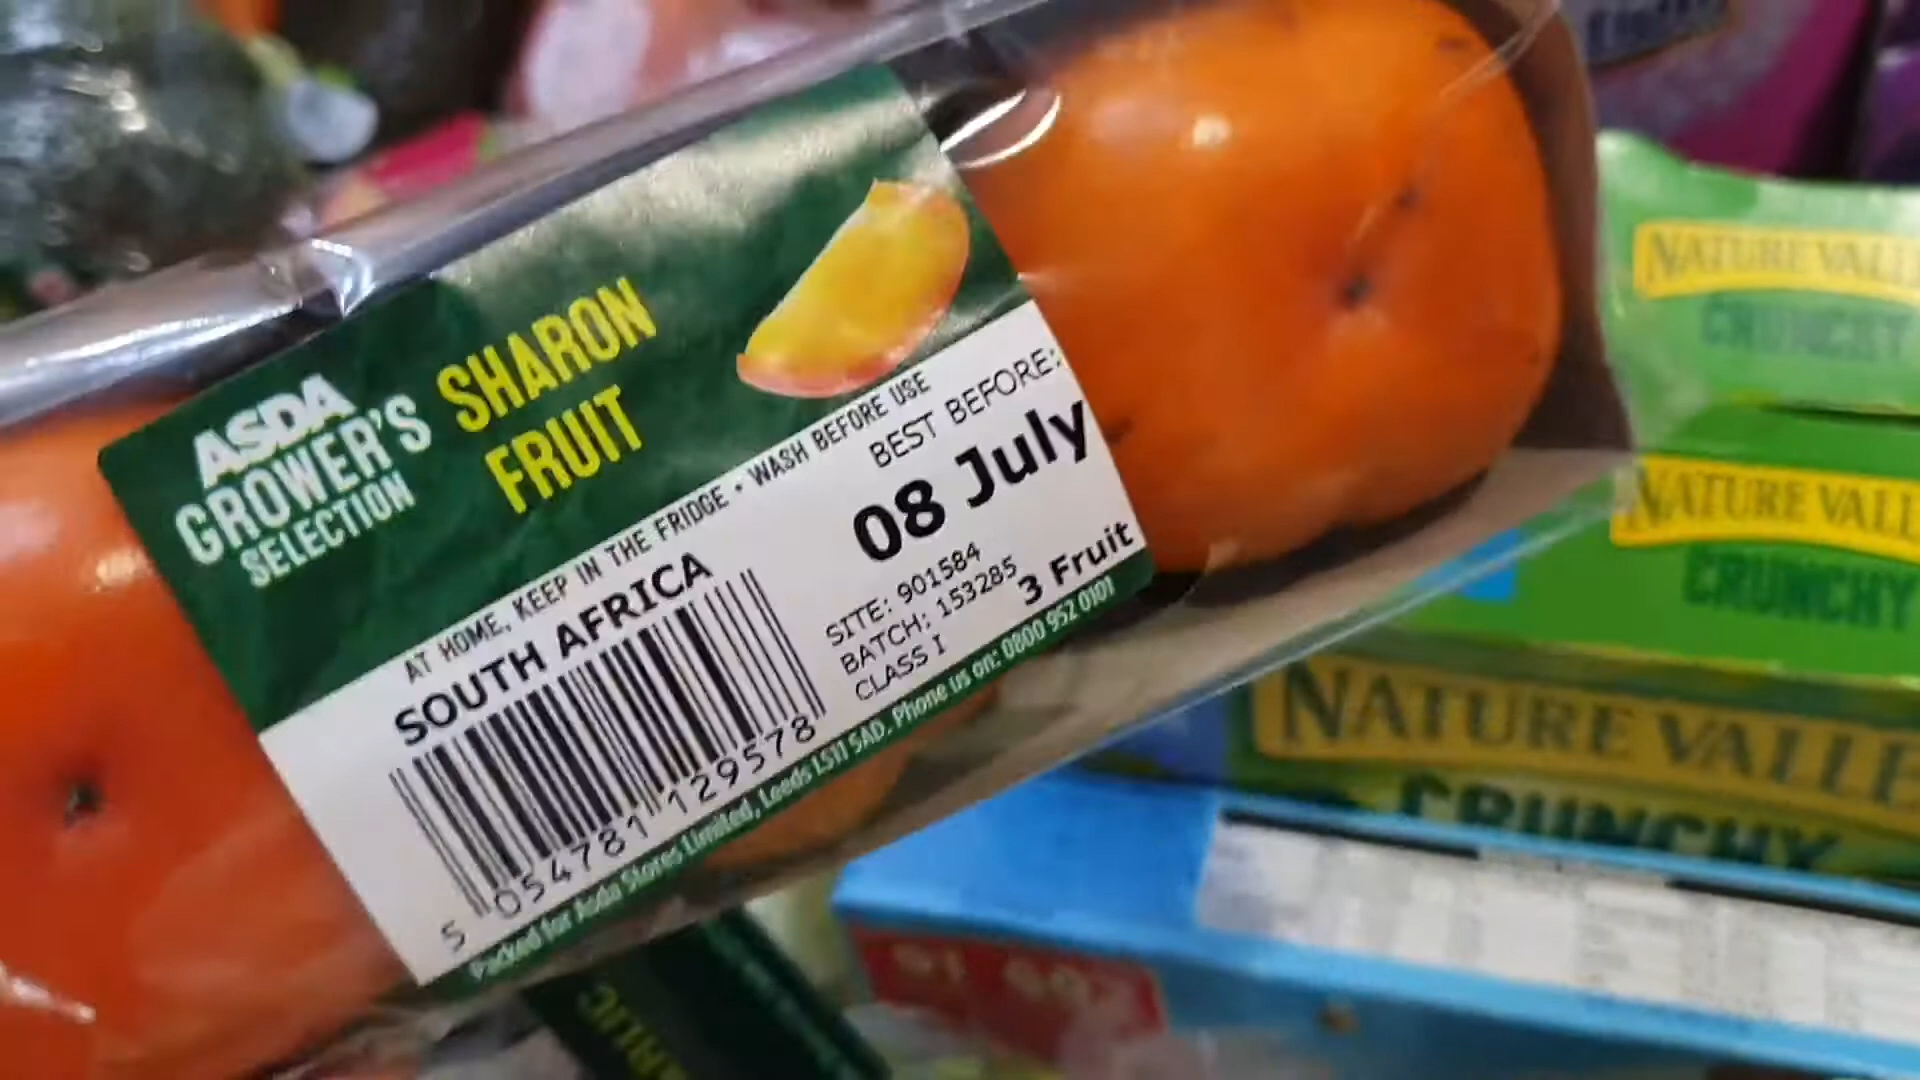 ASDA
GROWER'S
SELECTION
SHARON
FRUIT
AT HOME, KEEP IN THE FRIDGE • WASH BEFORE USE
SOUTH AFRICA
BEST BEFORE:
08 July
SITE: 901584
BATCH: 153285
CLASS I
3 Fruit
5 054781 129578
Packed for Asda Stores Limited, Leeds LS11 5AD. Phone us on: 0800 952 0101
NATURE VALLE
CRUNCHY
NATURE VALL
CRUNCHY
NATURE VALLE
CRUNCHY